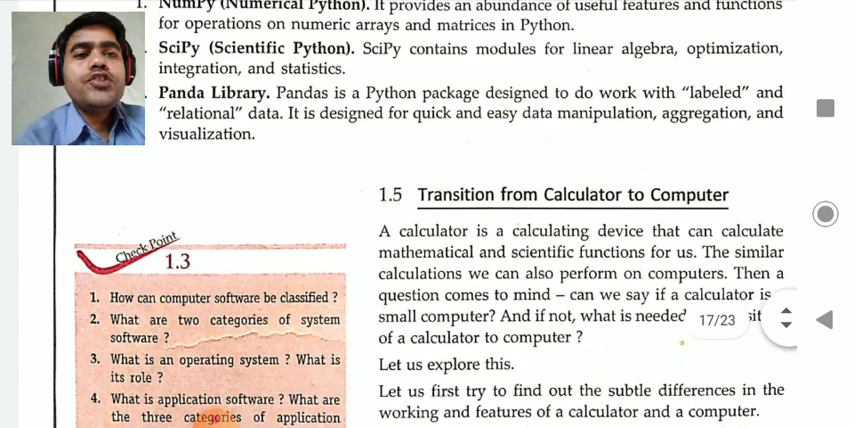 1. NumPy (Numerical Python). It provides an abundance of useful features and functions
for operations on numeric arrays and matrices in Python.
SciPy (Scientific Python). SciPy contains modules for linear algebra, optimization,
integration, and statistics.
Panda Library. Pandas is a Python package designed to do work with “labeled” and
“relational” data. It is designed for quick and easy data manipulation, aggregation, and
visualization.
Check Point
1.3
1. How can computer software be classified ?
2. What are two categories of system
software ?
3. What is an operating system ? What is
its role ?
4. What is application software ? What are
the three categories of application
1.5 Transition from Calculator to Computer
A calculator is a calculating device that can calculate
mathematical and scientific functions for us. The similar
calculations we can also perform on computers. Then a
question comes to mind – can we say if a calculator is
small computer? And if not, what is needed
of a calculator to computer ?
Let us explore this.
Let us first try to find out the subtle differences in the
working and features of a calculator and a computer.
17/23